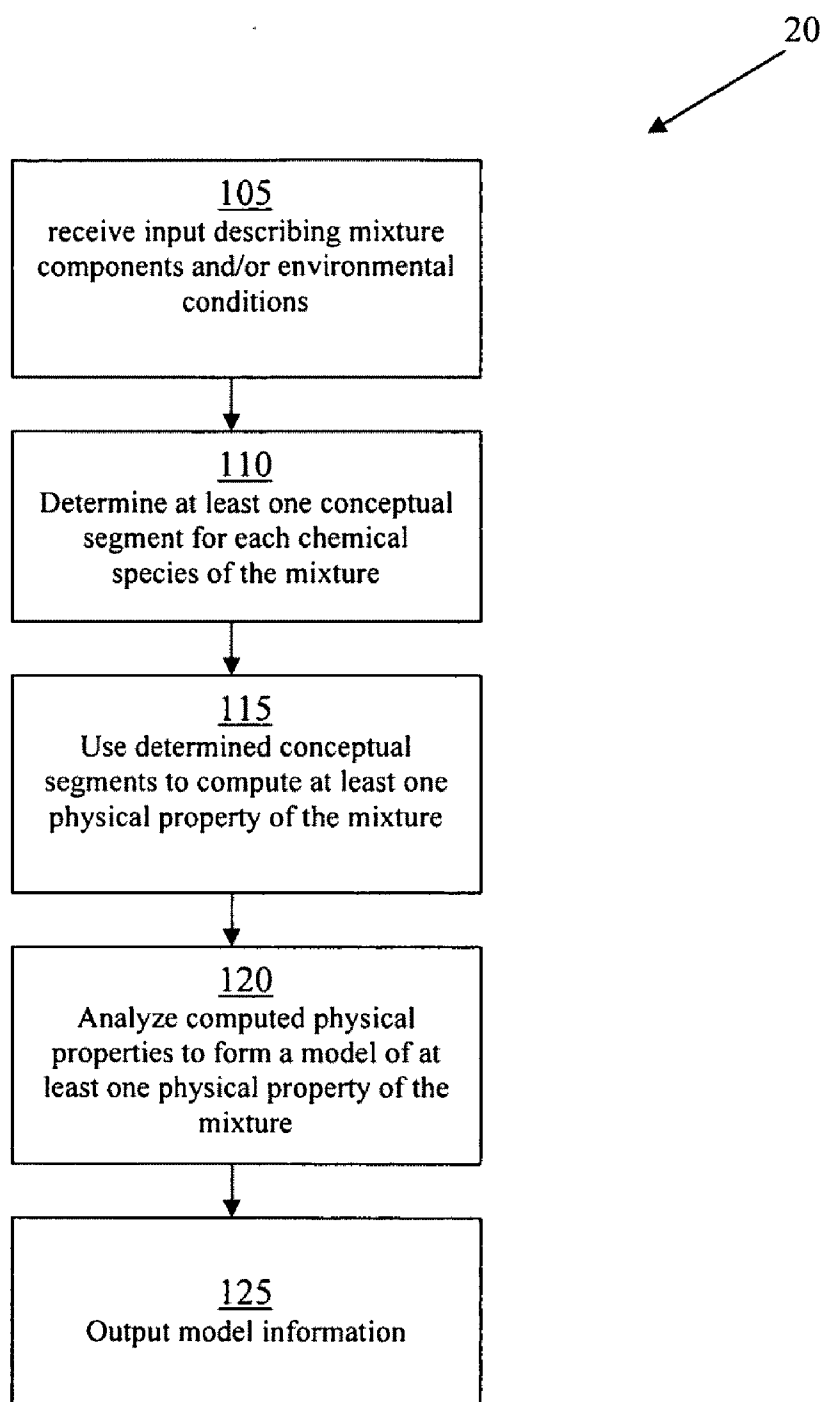 20
105
receive input describing mixture
components and/or environmental
conditions
110
Determine at least one conceptual
segment for each chemical
species of the mixture
115
Use determined conceptual
segments to compute at least one
physical property of the mixture
120
Analyze computed physical
properties to form a model of at
least one physical property of the
mixture
125
Output model information